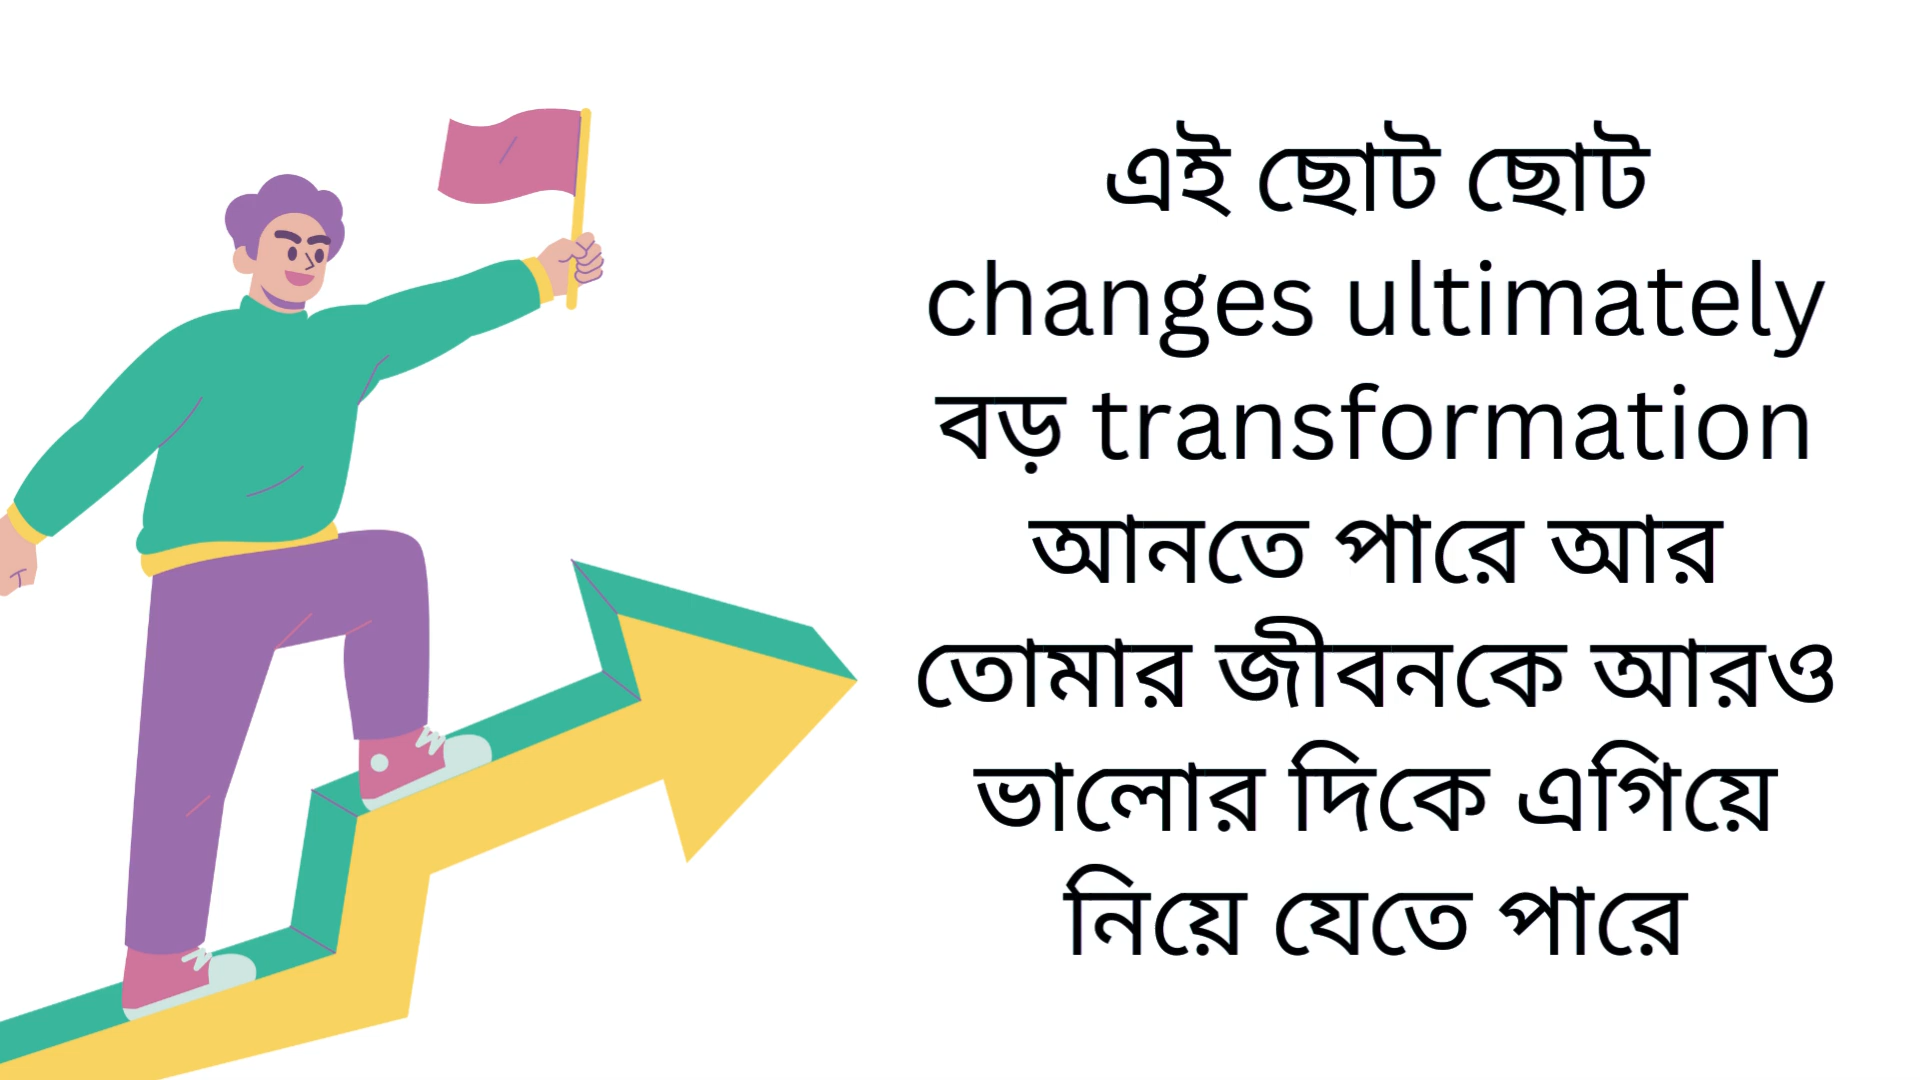 এই ছোট ছোট
changes ultimately
বড় transformation
আনতে পারে আর
তোমার জীবনকে আরও
ভালোর দিকে এগিয়ে
নিয়ে যেতে পারে